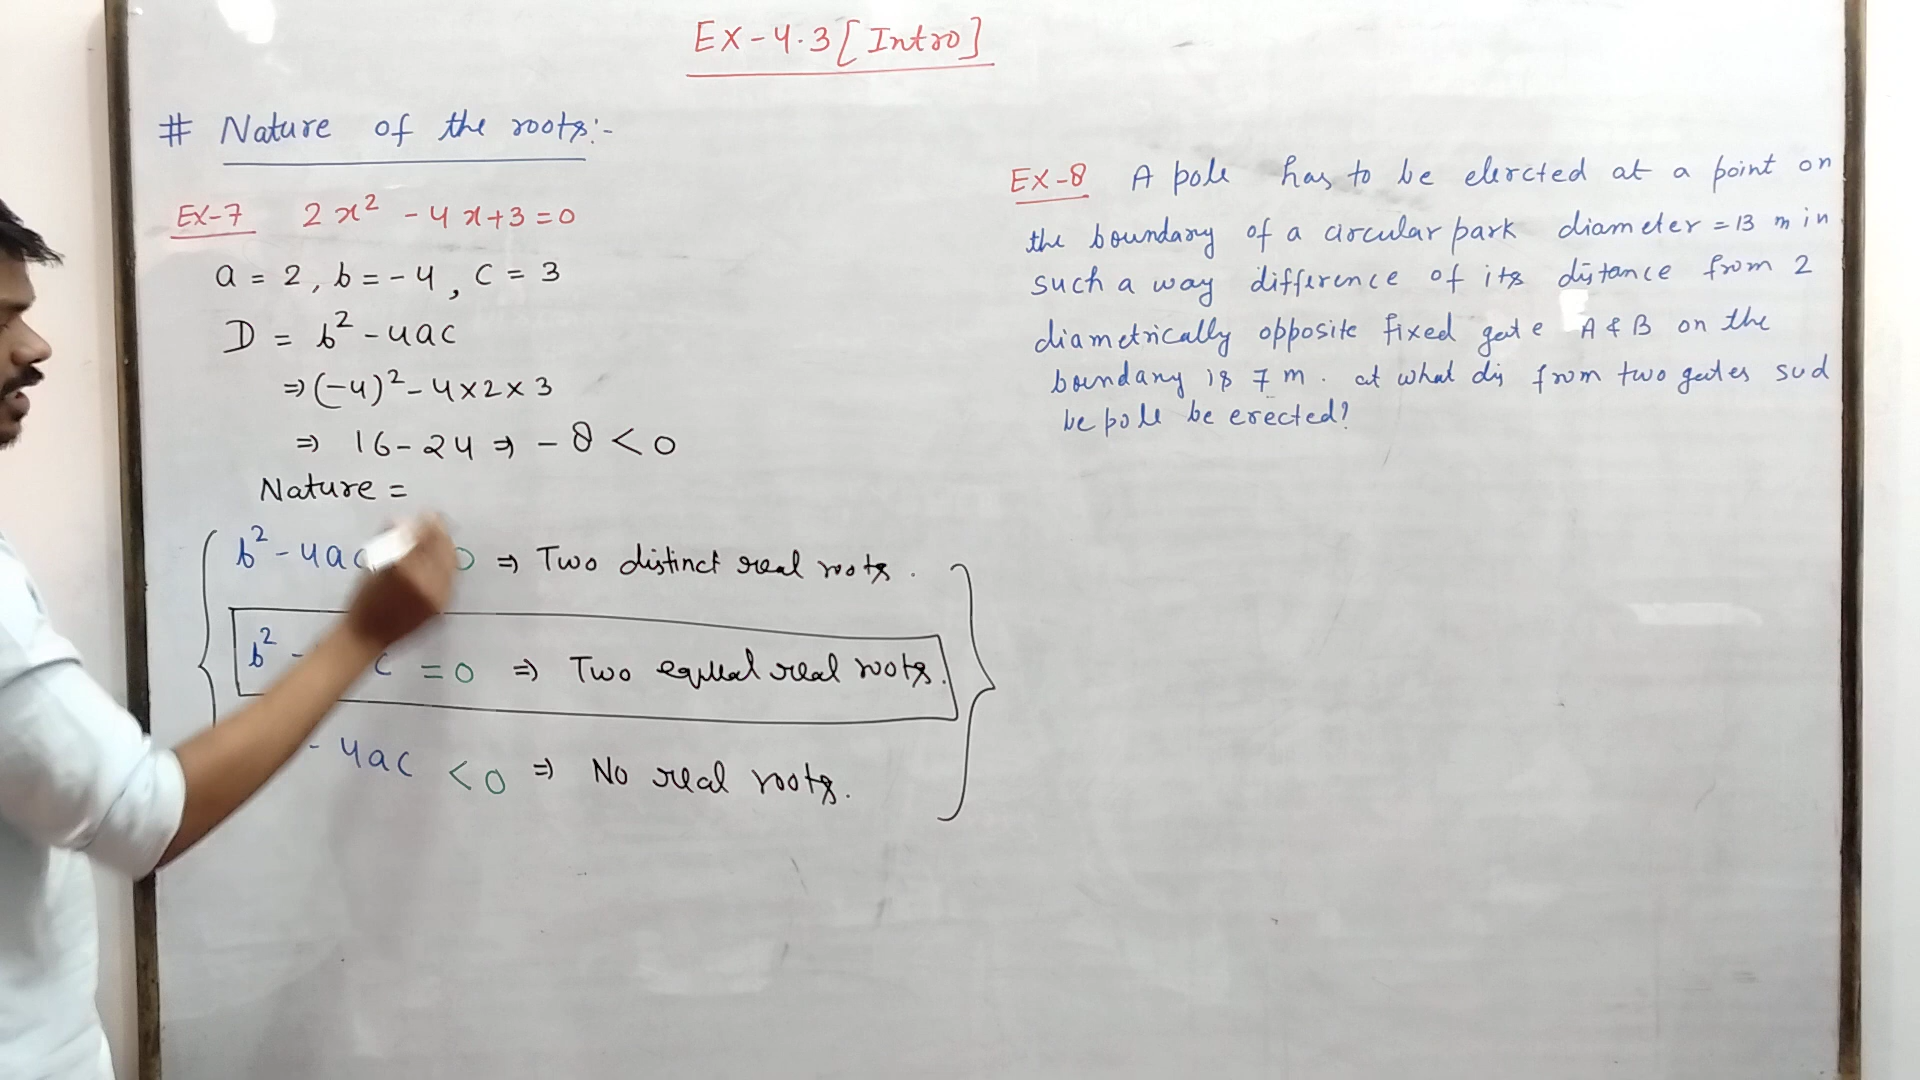 Ex-4.3 [Intro]
# Nature of the roots:-
Ex-7 2x² - 4x+3=0
a = 2, b = -4, c = 3
D = b² - 4ac
⇒ (-4)² - 4×2×3
⇒ 16 - 24 ⇒ -8 < 0
Nature =
b² - 4ac 0 ⇒ Two distinct real roots.
b² - c = 0 ⇒ Two equal real roots.
- 4ac < 0 ⇒ No real roots.
Ex-8 A pole has to be elercted at a point on
the boundary of a circular park diameter = 13 m in
such a way difference of its distance from 2
diametrically opposite fixed gate A & B on the
boundary is 7 m. at what dis from two gates
be pole be erected?